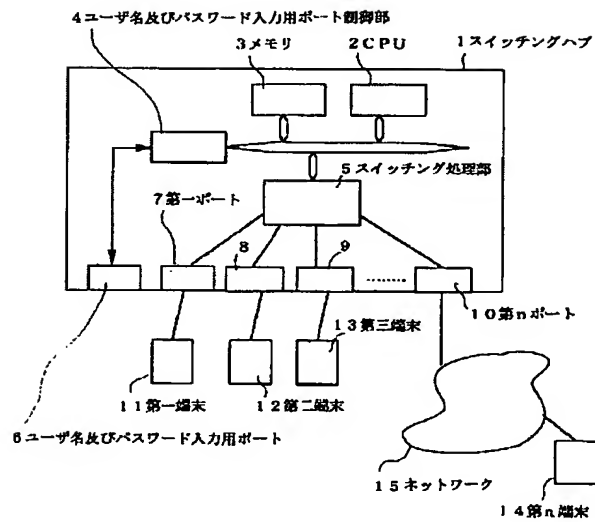 4ユーザ名及びパスワード入力用ポート制御部
3メモリ
2CPU
1スイッチングハブ
5スイッチング処理部
7第一ポート
8
9
10第nポート
13第三端末
11第一端末
12第二端末
6ユーザ名及びパスワード入力用ポート
15ネットワーク
14第n端末